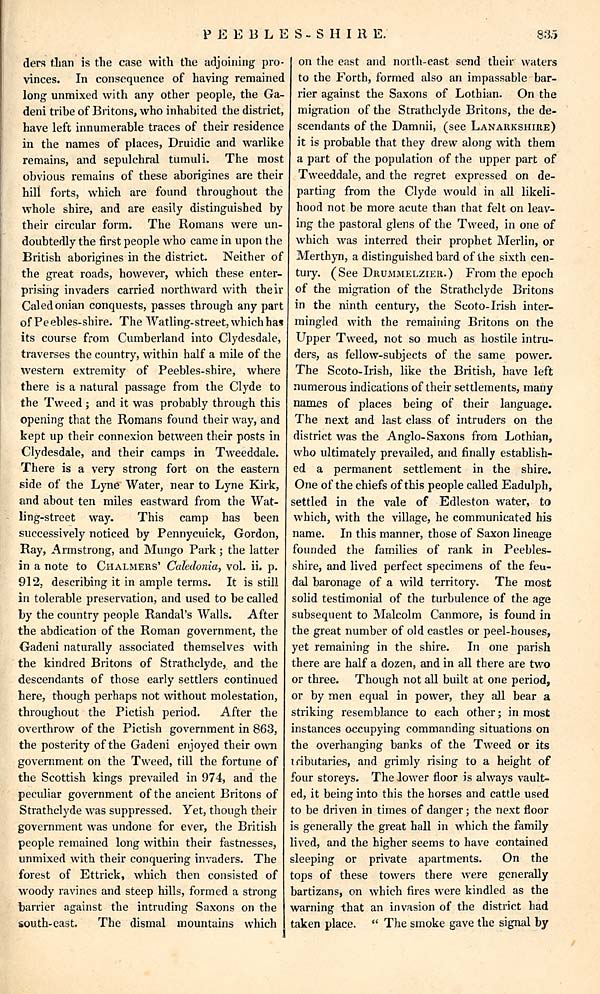 PEEBLES-SHIRE. 835
ders than is the case with the adjoining pro-
vinces. In consequence of having remained
long unmixed with any other people, the Ga-
deni tribe of Britons, who inhabited the district,
have left innumerable traces of their residence
in the names of places, Druidic and warlike
remains, and sepulchral tumuli. The most
obvious remains of these aborigines are their
hill forts, which are found throughout the
whole shire, and are easily distinguished by
their circular form. The Romans were un-
doubtedly the first people who came in upon the
British aborigines in the district. Neither of
the great roads, however, which these enter-
prising invaders carried northward with their
Caledonian conquests, passes through any part
of Peebles-shire. The Watling-street, which has
its course from Cumberland into Clydesdale,
traverses the country, within half a mile of the
western extremity of Peebles-shire, where
there is a natural passage from the Clyde to
the Tweed; and it was probably through this
opening that the Romans found their way, and
kept up their connexion between their posts in
Clydesdale, and their camps in Tweeddale.
There is a very strong fort on the eastern
side of the Lyne Water, near to Lyne Kirk,
and about ten miles eastward from the Wat-
ling-street way. This camp has been
successively noticed by Pennycuick, Gordon,
Ray, Armstrong, and Mungo Park; the latter
in a note to CHALMERS' Caledonia, vol. ii. p.
912, describing it in ample terms. It is still
in tolerable preservation, and used to be called
by the country people Randal's Walls. After
the abdication of the Roman government, the
Gadeni naturally associated themselves with
the kindred Britons of Strathclyde, and the
descendants of those early settlers continued
here, though perhaps not without molestation,
throughout the Pictish period. After the
overthrow of the Pictish government in 863,
the posterity of the Gadeni enjoyed their own
government on the Tweed, till the fortune of
the Scottish kings prevailed in 974, and the
peculiar government of the ancient Britons of
Strathclyde was suppressed. Yet, though their
government was undone for ever, the British
people remained long within their fastnesses,
unmixed with their conquering invaders. The
forest of Ettrick, which then consisted of
woody ravines and steep hills, formed a strong
barrier against the intruding Saxons on the
south-east. The dismal mountains which
on the east and north-east send their waters
to the Forth, formed also an impassable bar-
rier against the Saxons of Lothian. On the
migration of the Strathclyde Britons, the de-
scendants of the Damnii, (see LANARKSHIRE)
it is probable that they drew along with them
a part of the population of the upper part of
Tweeddale, and the regret expressed on de-
parting from the Clyde would in all likeli-
hood not be more acute than that felt on leav-
ing the pastoral glens of the Tweed, in one of
which was interred their prophet Merlin, or
Merthyn, a distinguished bard of the sixth cen-
tury. (See DRUMMELZIER.) From the epoch
of the migration of the Strathclyde Britons
in the ninth century, the Scoto-Irish inter-
mingled with the remaining Britons on the
Upper Tweed, not so much as hostile intru-
ders, as fellow-subjects of the same power.
The Scoto-Irish, like the British, have left
numerous indications of their settlements, many
names of places being of their language.
The next and last class of intruders on the
district was the Anglo-Saxons from Lothian,
who ultimately prevailed, and finally establish-
ed a permanent settlement in the shire.
One of the chiefs of this people called Eadulph,
settled in the vale of Edleston water, to
which, with the village, he communicated his
name. In this manner, those of Saxon lineage
founded the families of rank in Peebles-
shire, and lived perfect specimens of the feu-
dal baronage of a wild territory. The most
solid testimonial of the turbulence of the age
subsequent to Malcolm Canmore, is found in
the great number of old castles or peel-houses,
yet remaining in the shire. In one parish
there are half a dozen, and in all there are two
or three. Though not all built at one period,
or by men equal in power, they all bear a
striking resemblance to each other; in most
instances occupying commanding situations on
the overhanging banks of the Tweed or its
tributaries, and grimly rising to a height of
four storeys. The lower floor is always vault-
ed, it being into this the horses and cattle used
to be driven in times of danger; the next floor
is generally the great hall in which the family
lived, and the higher seems to have contained
sleeping or private apartments. On the
tops of these towers there were generally
bartizans, on which fires were kindled as the
warning that an invasion of the district had
taken place. " The smoke gave the signal by